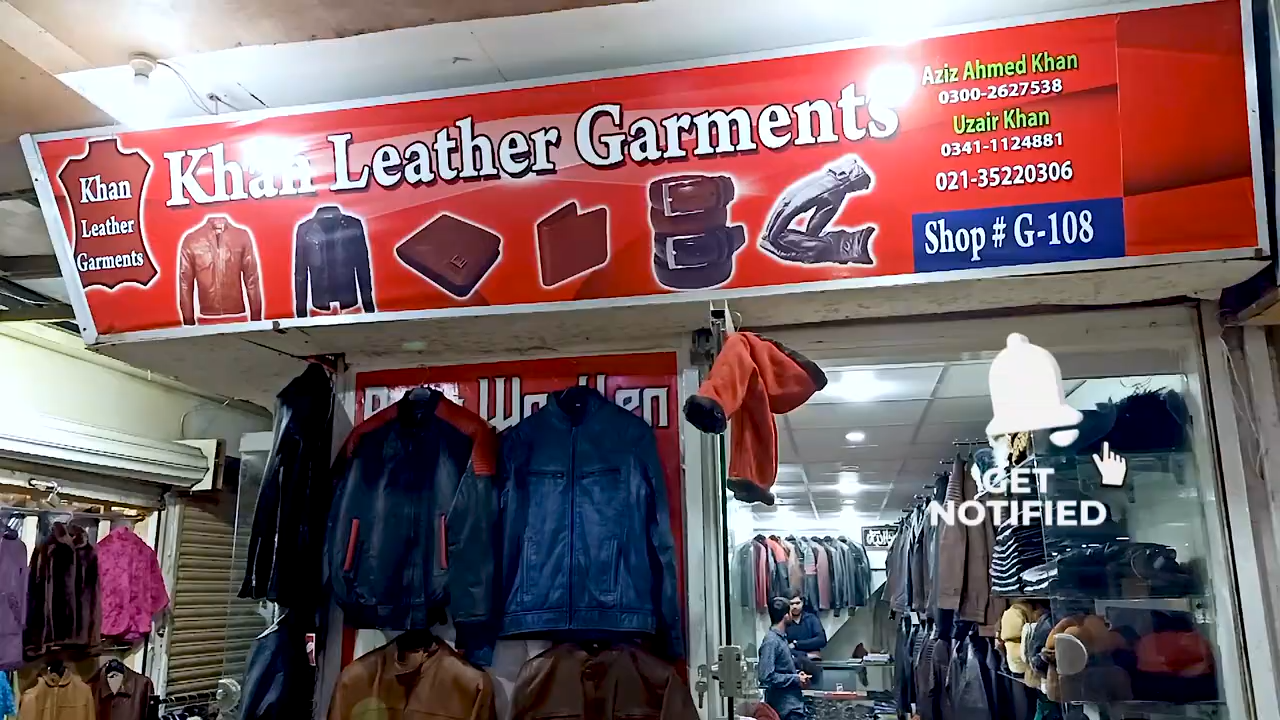 Khan
Leather
Garments
Khan Leather Garments
Aziz Ahmed Khan
0300-2627538
Uzair Khan
0341-1124881
021-35220306
Shop # G-108
GET
NOTIFIED